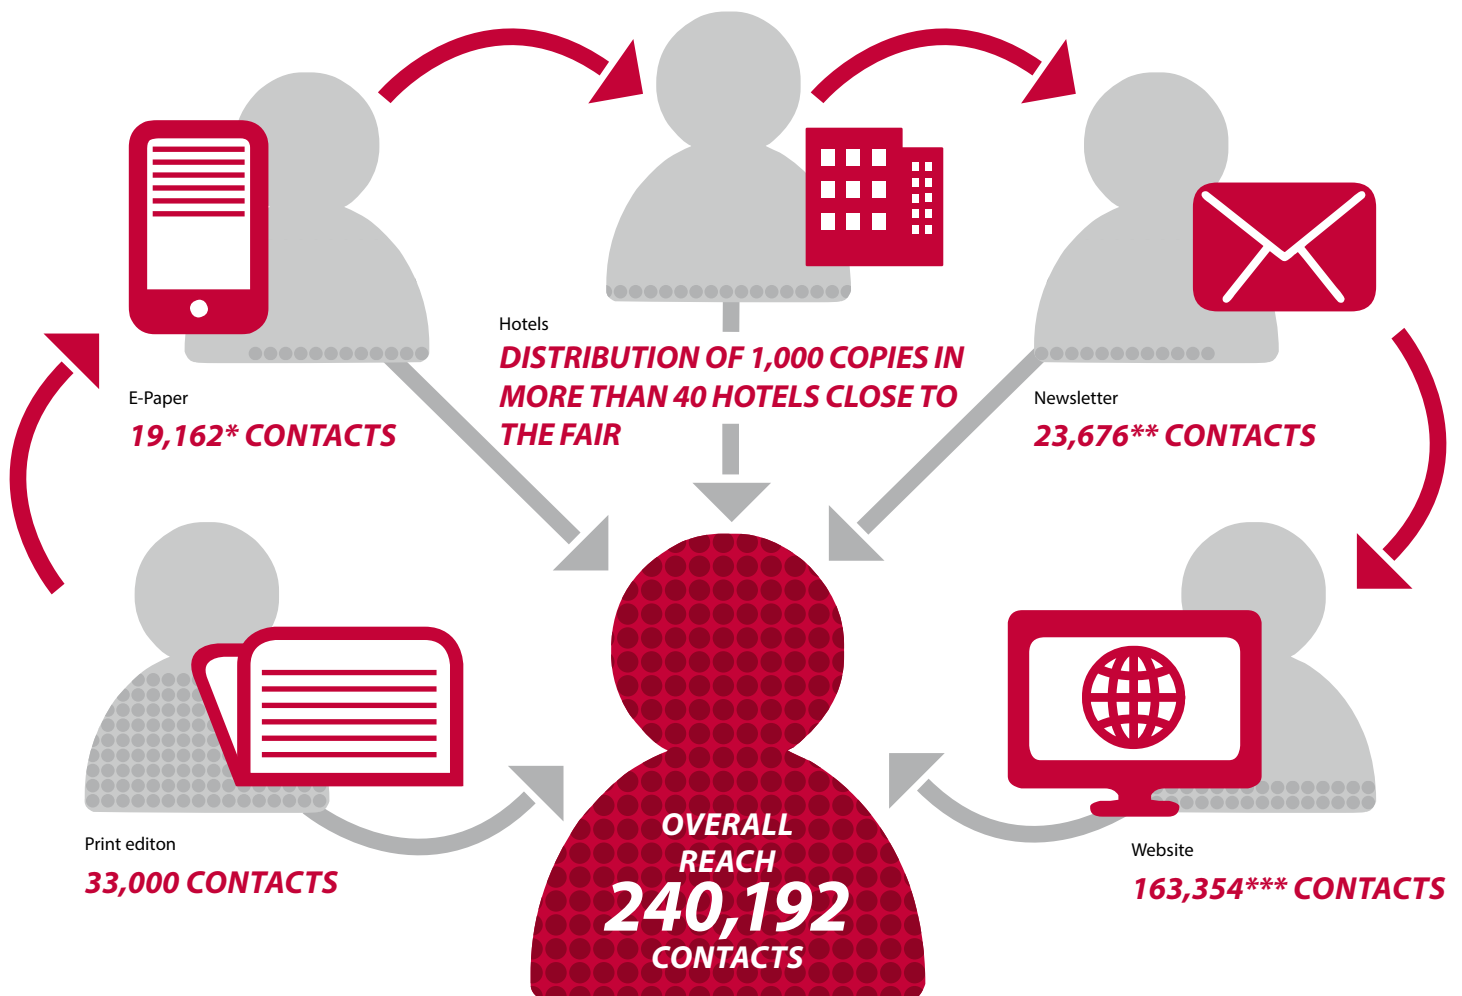 Hotels
DISTRIBUTION OF 1,000 COPIES IN
MORE THAN 40 HOTELS CLOSE TO
THE FAIR
E-Paper
19,162* CONTACTS
Newsletter
23,676** CONTACTS
Print editon
33,000 CONTACTS
OVERALL
REACH
240,192
CONTACTS
Website
163,354*** CONTACTS